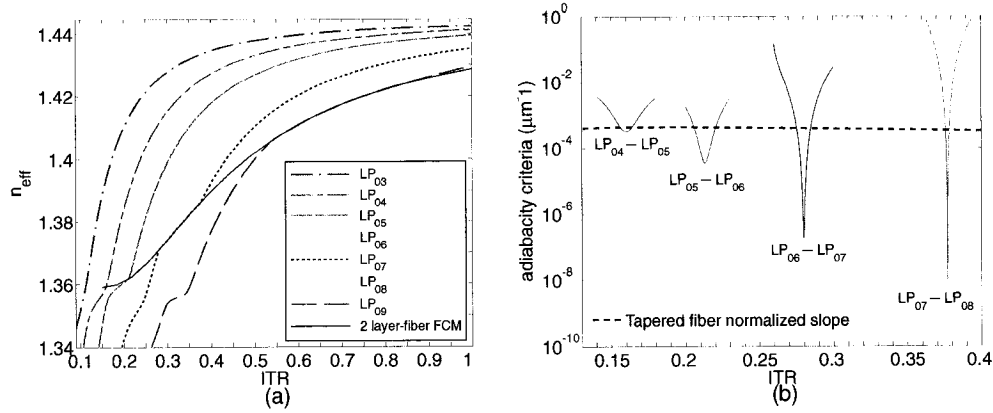 1.44
1.42
1.4
1.38
1.36
1.34
n_eff
0.1 0.2 0.3 0.4 0.5 0.6 0.7 0.8 0.9 1
ITR
(a)
LP03
LP04
LP05
LP06
LP07
LP08
LP09
2 layer-fiber FCM
10^0
10^-2
10^-4
10^-6
10^-8
10^-10
adiabacity criteria (μm^-1)
LP04−LP05
LP05−LP06
LP06−LP07
LP07−LP08
Tapered fiber normalized slope
0.15 0.2 0.25 0.3 0.35 0.4
ITR
(b)